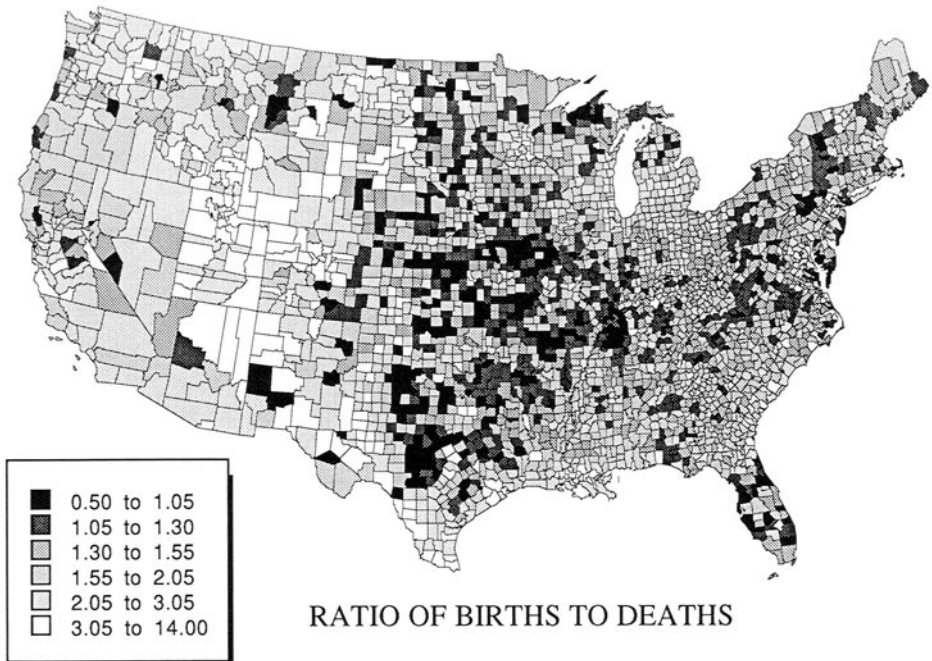 0.50 to 1.05
1.05 to 1.30
1.30 to 1.55
1.55 to 2.05
2.05 to 3.05
3.05 to 14.00
RATIO OF BIRTHS TO DEATHS